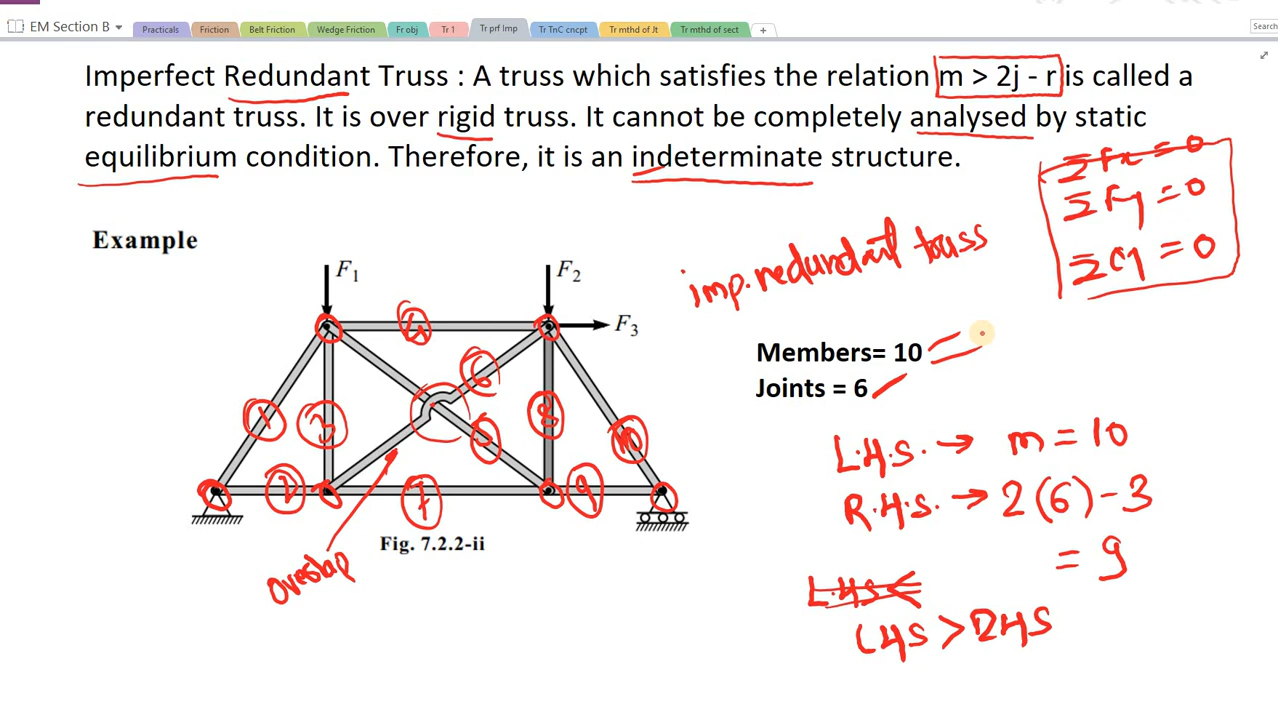 EM Section B
Practicals Friction Belt Friction Wedge Friction Fr obj Tr 1 Tr prf Imp Tr TnC cncpt Tr mthd of Jt Tr mthd of sect +
Search
Imperfect Redundant Truss : A truss which satisfies the relation m > 2j - r is called a
redundant truss. It is over rigid truss. It cannot be completely analysed by static
equilibrium condition. Therefore, it is an indeterminate structure.
ΣFx = 0
ΣFy = 0
ΣM = 0
Example
imp. redundant truss
F1
F2
F3
4
6
1
3
5
8
10
2
7
9
overlap
Fig. 7.2.2-ii
Members= 10
Joints = 6
L.H.S. → m = 10
R.H.S. → 2(6) - 3
= 9
L.H.S <
LHS > RHS